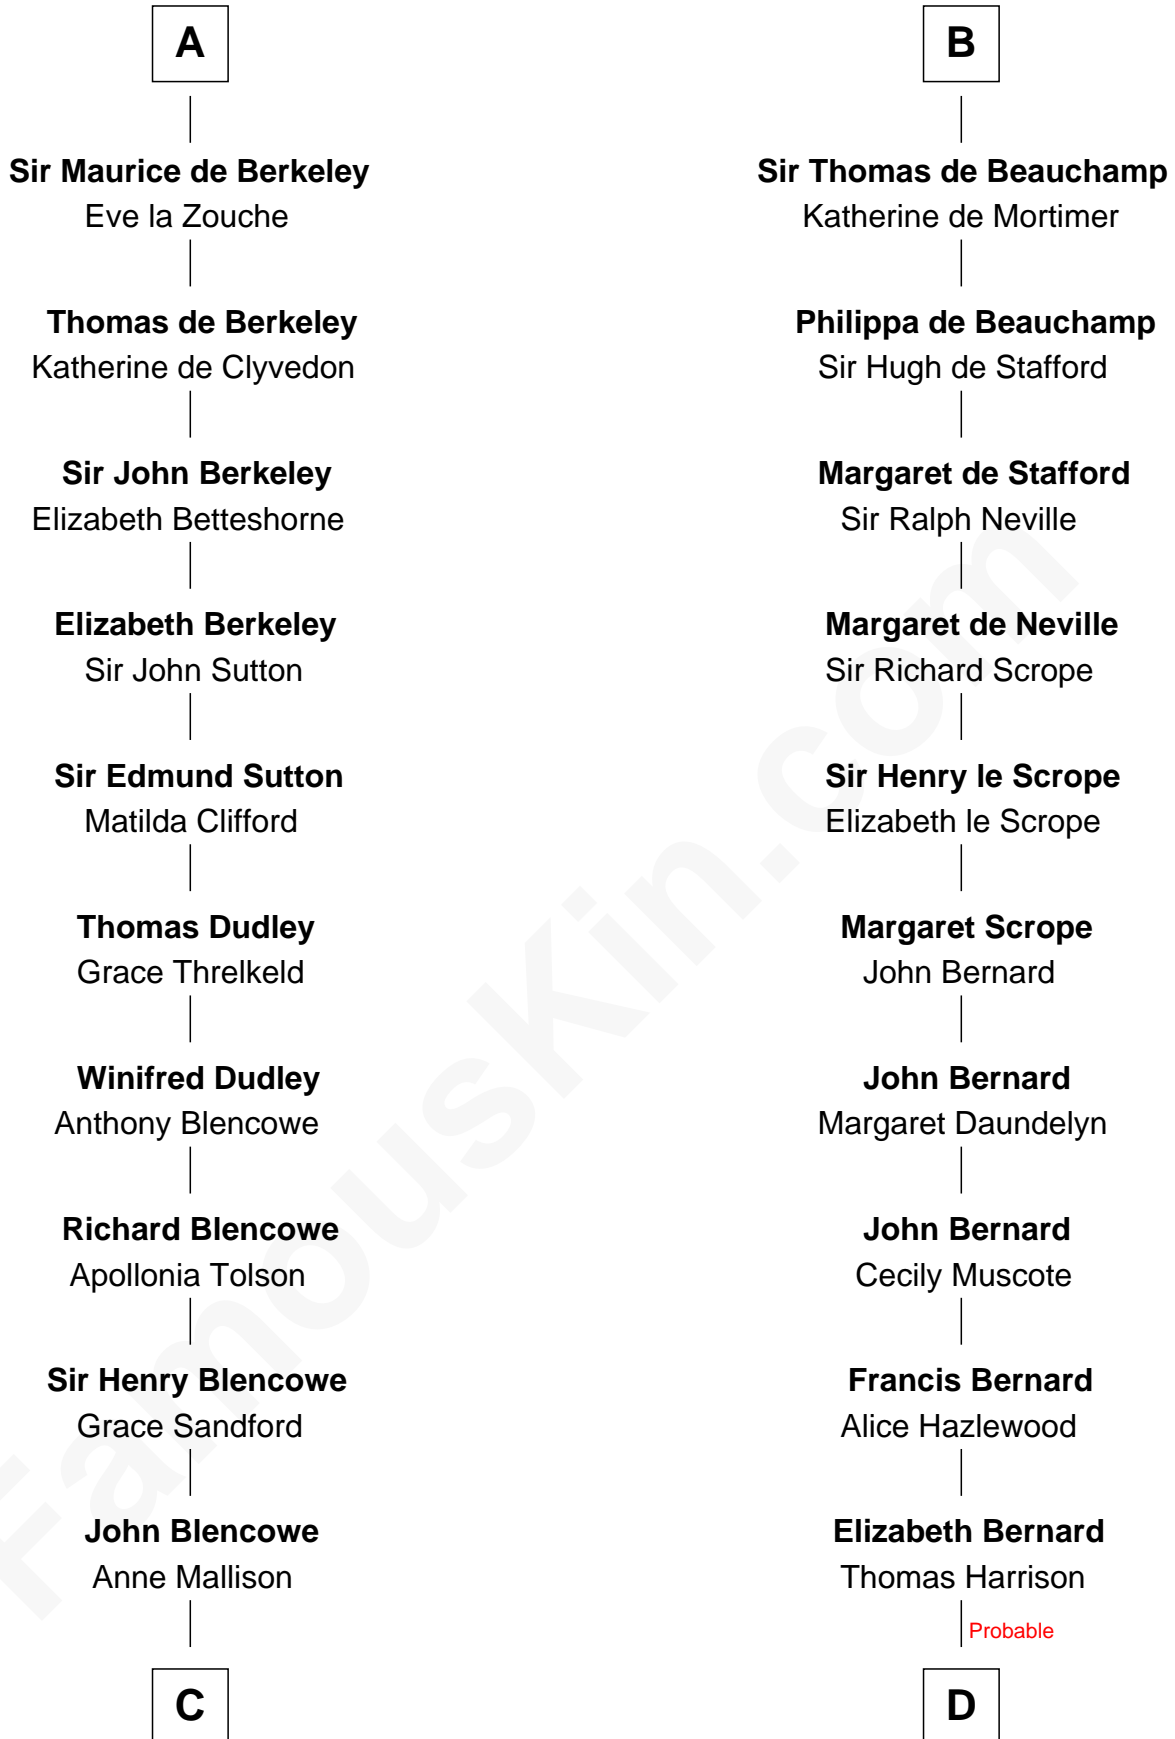 A
Sir Maurice de Berkeley
Eve la Zouche
Thomas de Berkeley
Katherine de Clyvedon
Sir John Berkeley
Elizabeth Betteshorne
Elizabeth Berkeley
Sir John Sutton
Sir Edmund Sutton
Matilda Clifford
Thomas Dudley
Grace Threlkeld
Winifred Dudley
Anthony Blencowe
Richard Blencowe
Apollonia Tolson
Sir Henry Blencowe
Grace Sandford
John Blencowe
Anne Mallison
C
B
Sir Thomas de Beauchamp
Katherine de Mortimer
Philippa de Beauchamp
Sir Hugh de Stafford
Margaret de Stafford
Sir Ralph Neville
Margaret de Neville
Sir Richard Scrope
Sir Henry le Scrope
Elizabeth le Scrope
Margaret Scrope
John Bernard
John Bernard
Margaret Daundelyn
John Bernard
Cecily Muscote
Francis Bernard
Alice Hazlewood
Elizabeth Bernard
Thomas Harrison
Probable
D
FamousKin.com